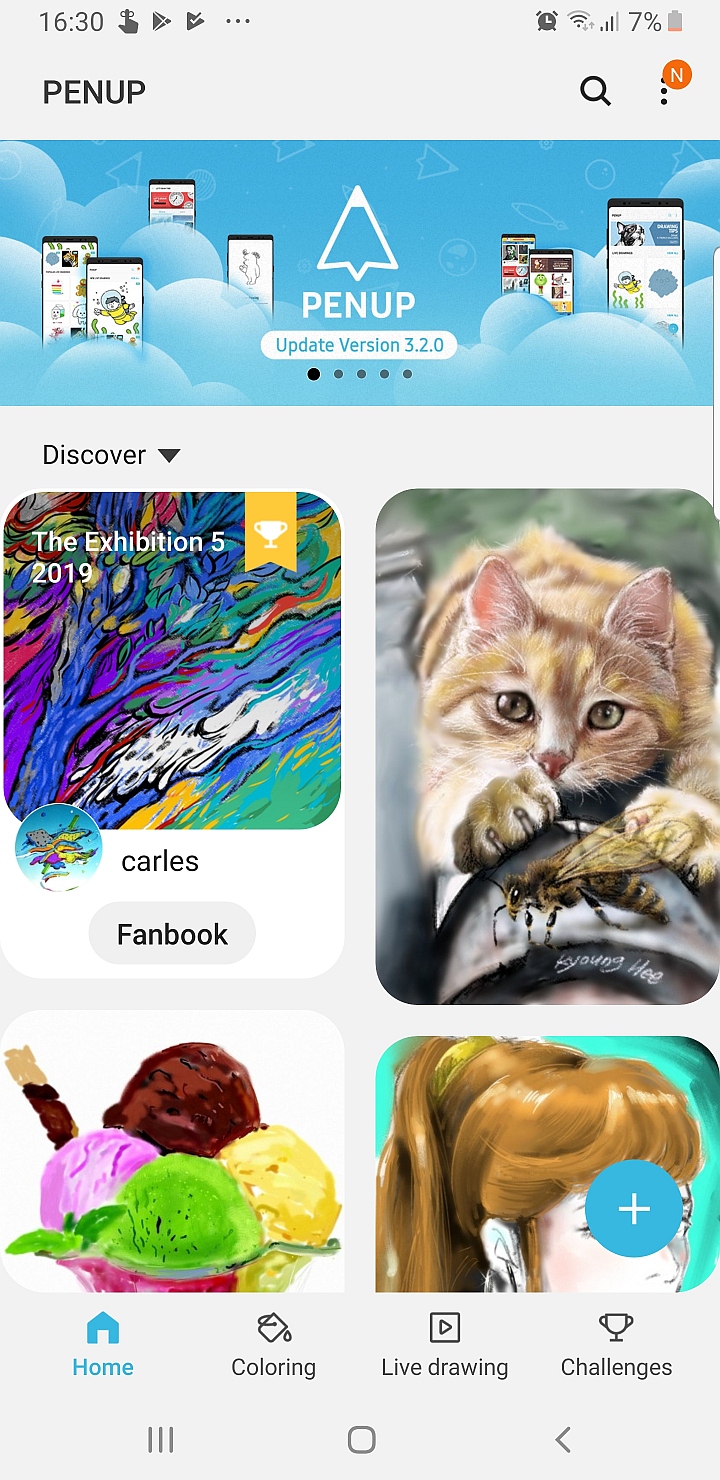 16:30
7%
PENUP
N
PENUP
Update Version 3.2.0
Discover
The Exhibition 5
2019
carles
Fanbook
kyoung Hee
Home
Coloring
Live drawing
Challenges